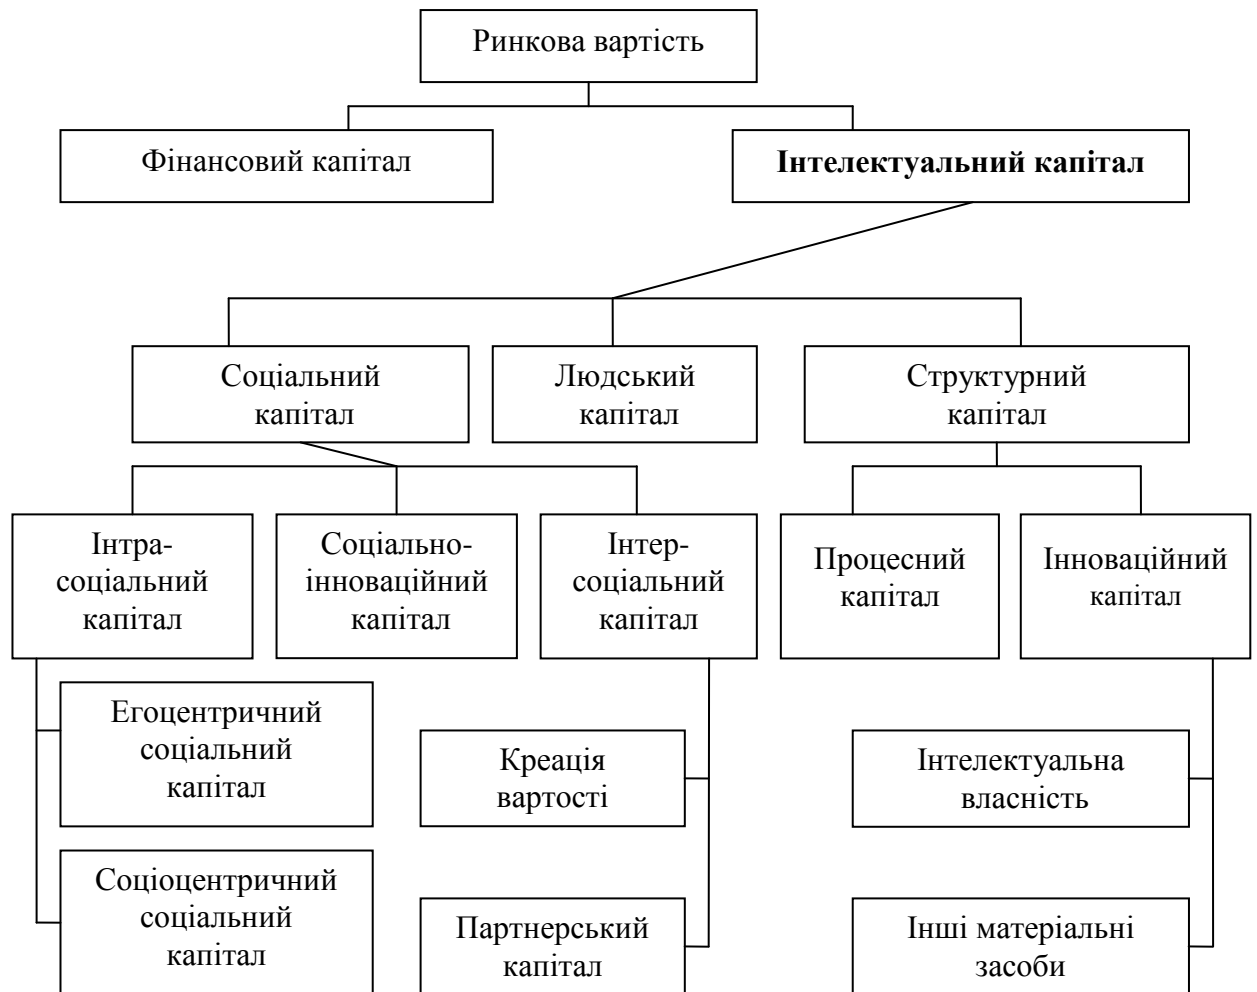 Ринкова вартість
Фінансовий капітал
Інтелектуальний капітал
Соціальний
капітал
Людський
капітал
Структурний
капітал
Інтра-
соціальний
капітал
Соціально-
інноваційний
капітал
Інтер-
соціальний
капітал
Процесний
капітал
Інноваційний
капітал
Егоцентричний
соціальний
капітал
Креація
вартості
Інтелектуальна
власність
Соціоцентричний
соціальний
капітал
Партнерський
капітал
Інші матеріальні
засоби